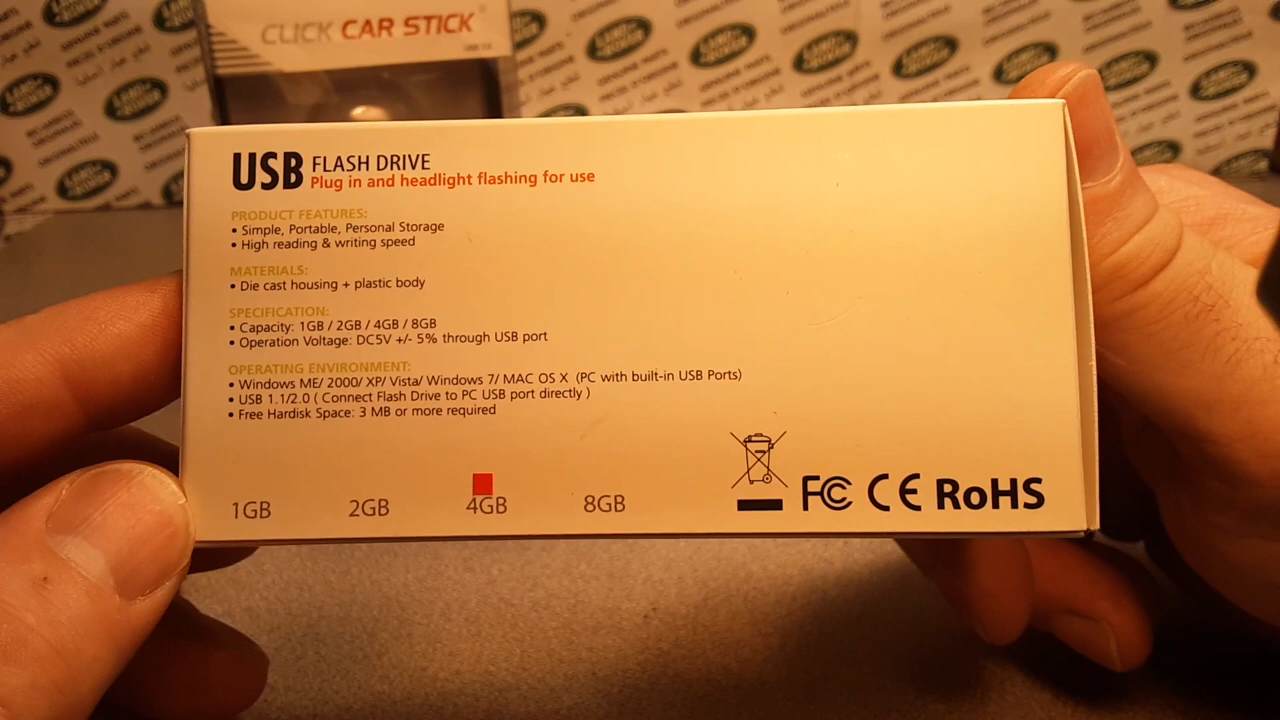 CLICK CAR STICK
USB FLASH DRIVE
Plug in and headlight flashing for use
PRODUCT FEATURES:
• Simple, Portable, Personal Storage
• High reading & writing speed
MATERIALS:
• Die cast housing + plastic body
SPECIFICATION:
• Capacity: 1GB / 2GB / 4GB / 8GB
• Operation Voltage: DC5V +/- 5% through USB port
OPERATING ENVIRONMENT:
• Windows ME/ 2000/ XP/ Vista/ Windows 7/ MAC OS X (PC with built-in USB Ports)
• USB 1.1/2.0 ( Connect Flash Drive to PC USB port directly )
• Free Hardisk Space: 3 MB or more required
1GB 2GB 4GB 8GB
FC CE RoHS